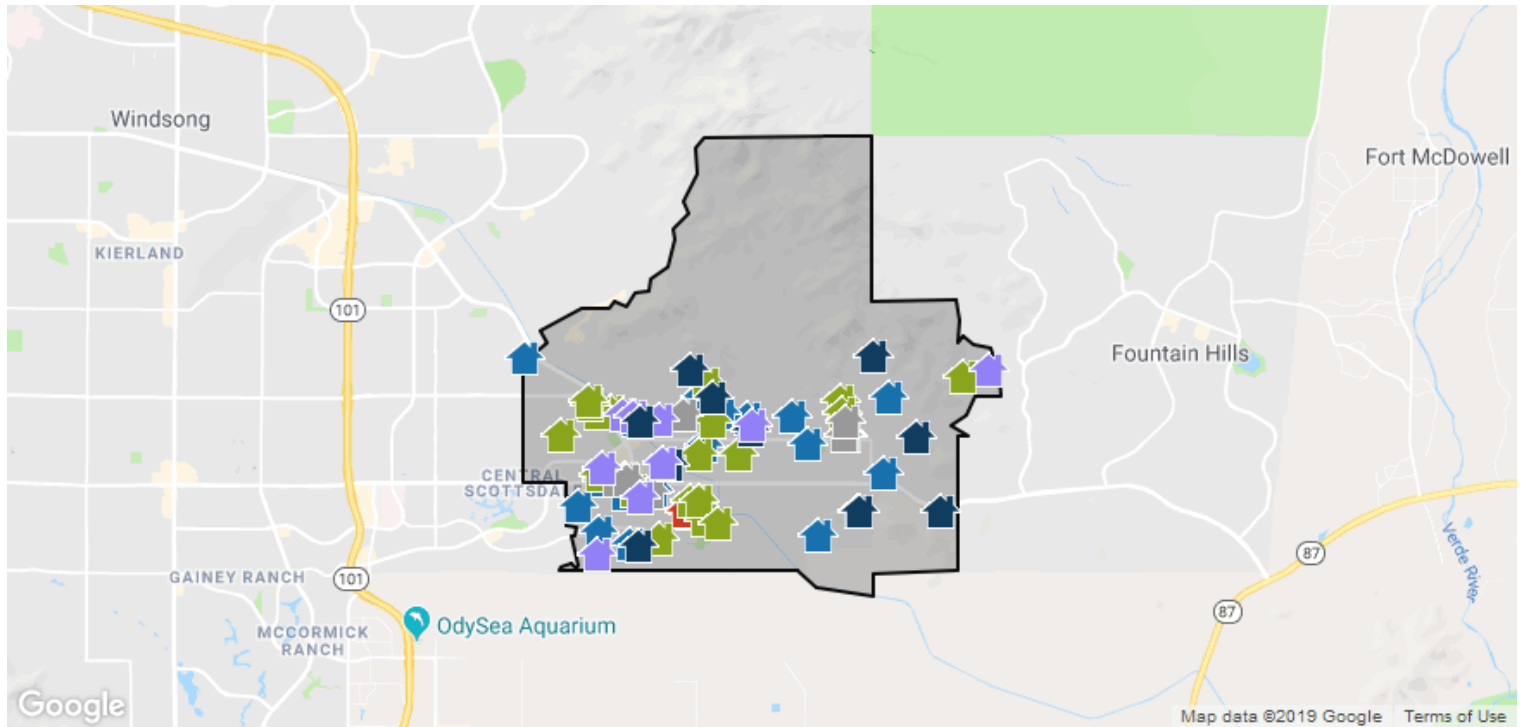 Windsong
Fort McDowell
KIERLAND
101
Fountain Hills
CENTRAL
SCOTTSDA
GAINEY RANCH
101
87
Verde River
87
MCCORMICK
RANCH
OdySea Aquarium
Google
Map data ©2019 Google
Terms of Use